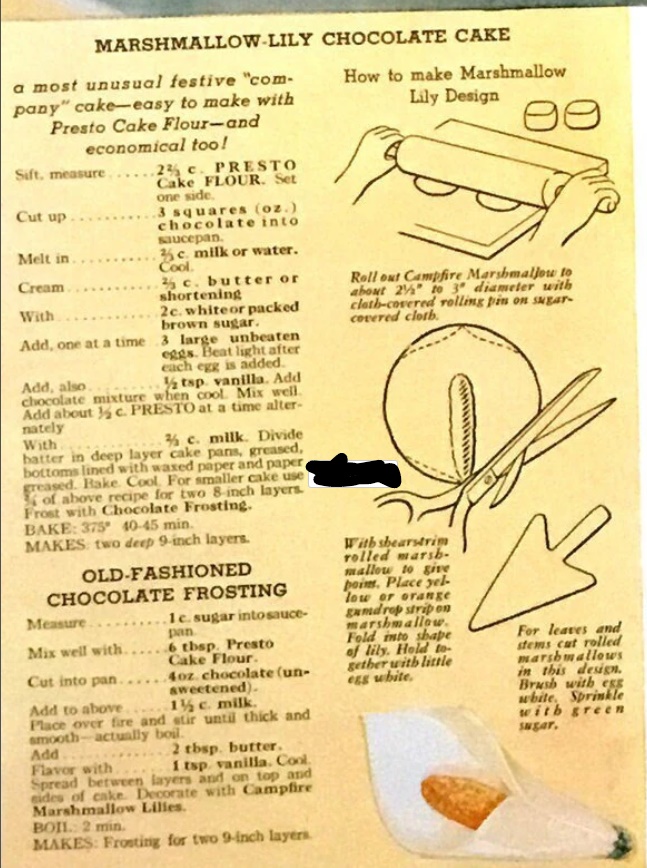 MARSHMALLOW-LILY CHOCOLATE CAKE
a most unusual festive "com-
pany" cake—easy to make with
Presto Cake Flour—and
economical too!
Sift, measure ...... 2⅔ c. PRESTO
Cake FLOUR. Set
one side.
Cut up .......... 3 squares (oz.)
chocolate into
saucepan.
Melt in .......... ⅔ c. milk or water.
Cool.
Cream .......... ⅔ c. butter or
shortening
With .......... 2 c. white or packed
brown sugar.
Add, one at a time 3 large unbeaten
eggs. Beat light after
each egg is added.
Add, also ........ ½ tsp. vanilla. Add
chocolate mixture when cool. Mix well.
Add about ½ c. PRESTO at a time alter-
nately
With .......... ⅔ c. milk. Divide
batter in deep layer cake pans, greased,
bottoms lined with waxed paper and paper
greased. Bake. Cool. For smaller cake use
of above recipe for two 8-inch layers.
Frost with Chocolate Frosting.
BAKE: 375° 40-45 min.
MAKES: two deep 9-inch layers.
OLD-FASHIONED
CHOCOLATE FROSTING
Measure .......... 1 c. sugar into sauce-
pan.
Mix well with ..... 6 tbsp. Presto
Cake Flour.
Cut into pan ...... 4 oz. chocolate (un-
sweetened).
Add to above ..... 1½ c. milk.
Place over fire and stir until thick and
smooth—actually boil.
Add .......... 2 tbsp. butter.
Flavor with ....... 1 tsp. vanilla. Cool.
Spread between layers and on top and
sides of cake. Decorate with Campfire
Marshmallow Lilies.
BOIL: 2 min.
MAKES: Frosting for two 9-inch layers.
How to make Marshmallow
Lily Design
Roll out Campfire Marshmallow to
about 2½" to 3" diameter with
cloth-covered rolling pin on sugar-
covered cloth.
With shears trim
rolled marsh-
mallow to give
point. Place yel-
low or orange
gumdrop strip on
marshmallow.
Fold into shape
of lily. Hold to-
gether with little
egg white.
For leaves and
stems cut rolled
marshmallows
in this design.
Brush with egg
white. Sprinkle
with green
sugar.